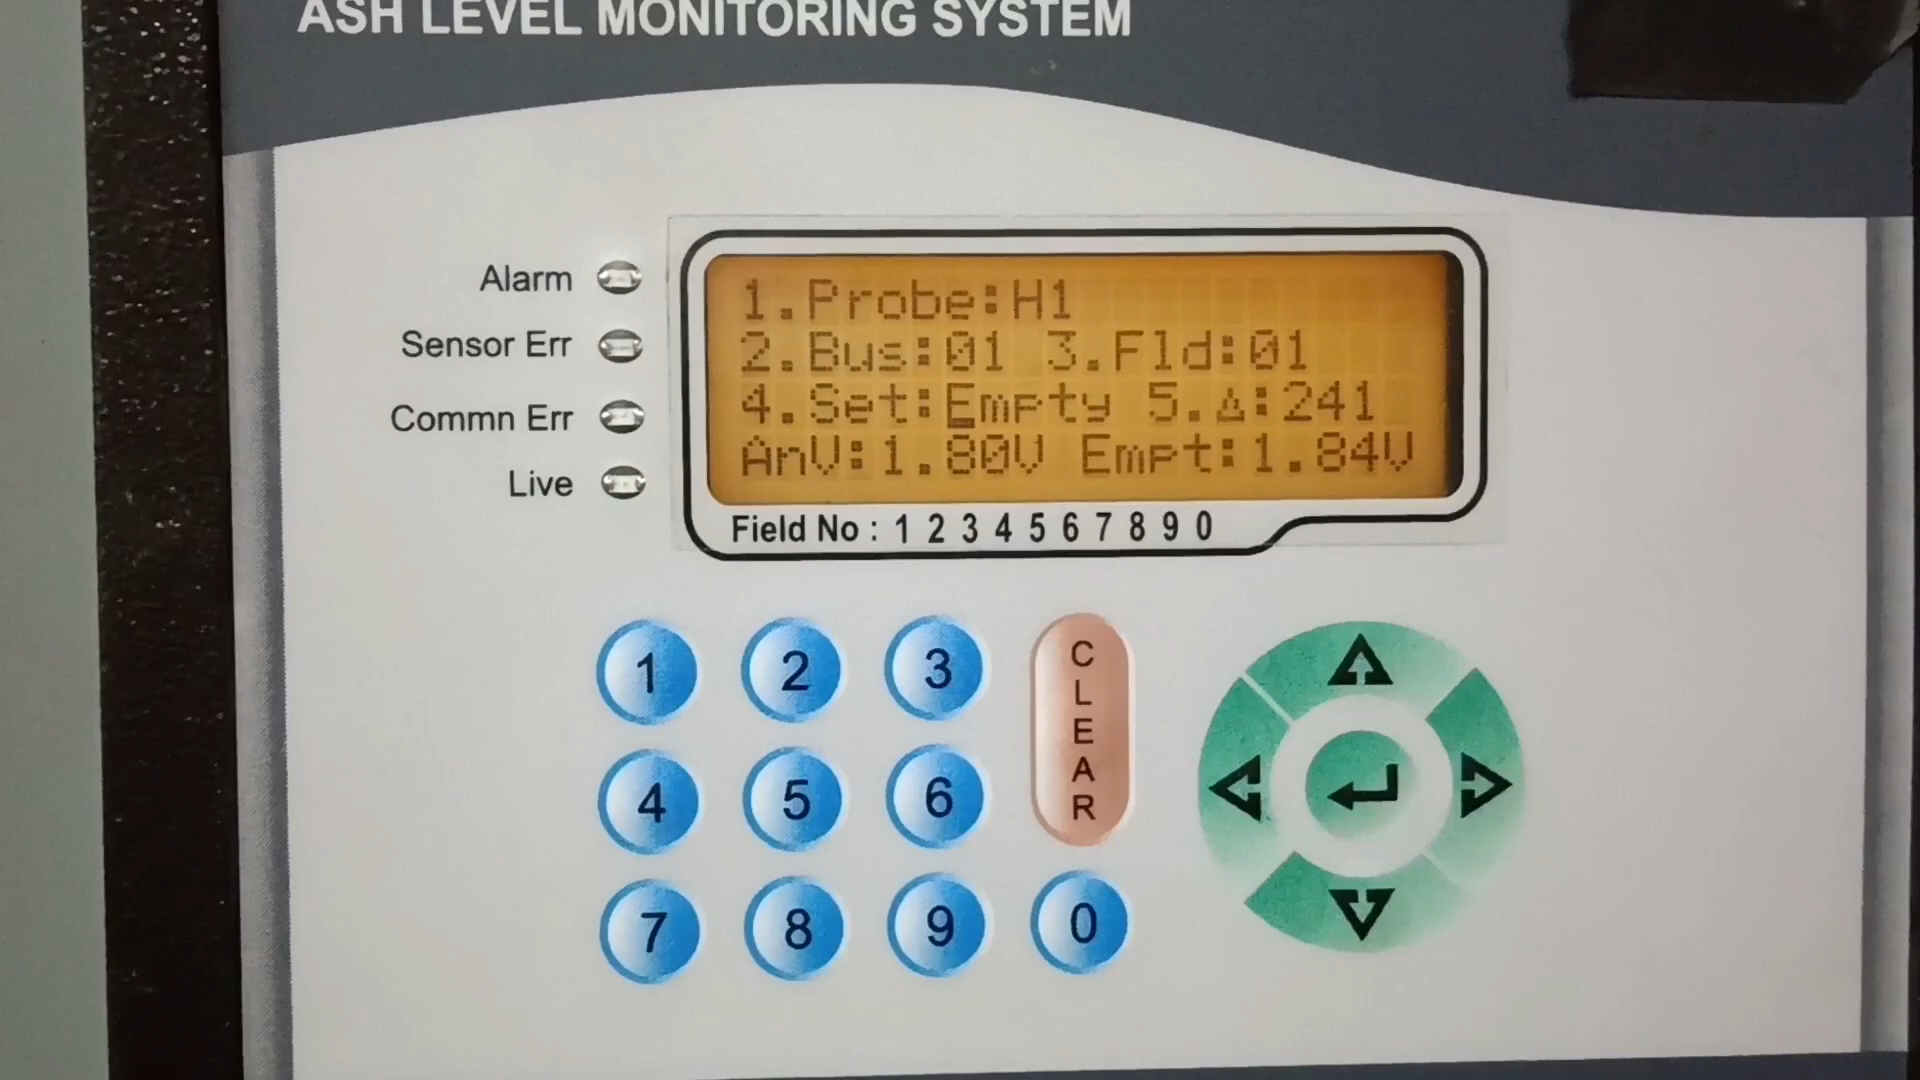 ASH LEVEL MONITORING SYSTEM
Alarm
Sensor Err
Commn Err
Live
1.Probe:H1
2.Bus:01 3.Fld:01
4.Set:Empty 5.Δ:241
AnV:1.80V Empt:1.84V
Field No : 1 2 3 4 5 6 7 8 9 0
1 2 3
4 5 6
7 8 9 0
CLEAR